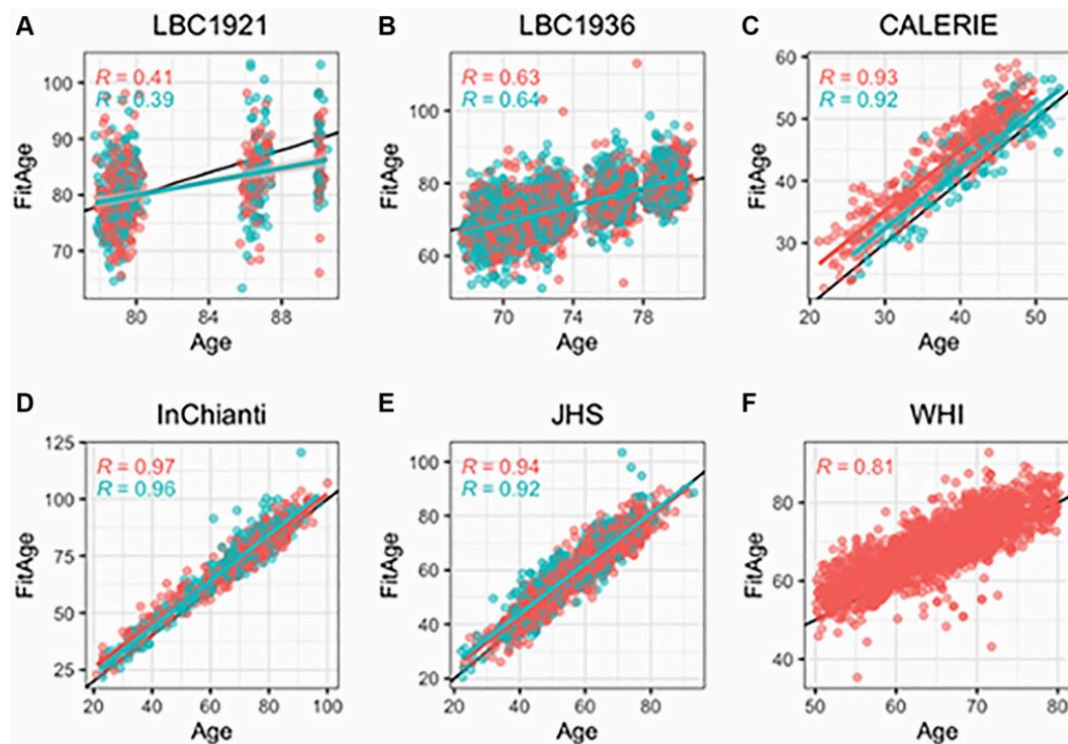 A LBC1921
R = 0.41
R = 0.39
100
90
80
70
FitAge
80 84 88
Age
B LBC1936
R = 0.63
R = 0.64
100
80
60
FitAge
70 74 78
Age
C CALERIE
R = 0.93
R = 0.92
60
50
40
30
FitAge
20 30 40 50
Age
D InChianti
R = 0.97
R = 0.96
125
100
75
50
25
FitAge
20 40 60 80 100
Age
E JHS
R = 0.94
R = 0.92
100
80
60
40
20
FitAge
20 40 60 80
Age
F WHI
R = 0.81
80
60
40
FitAge
50 60 70 80
Age